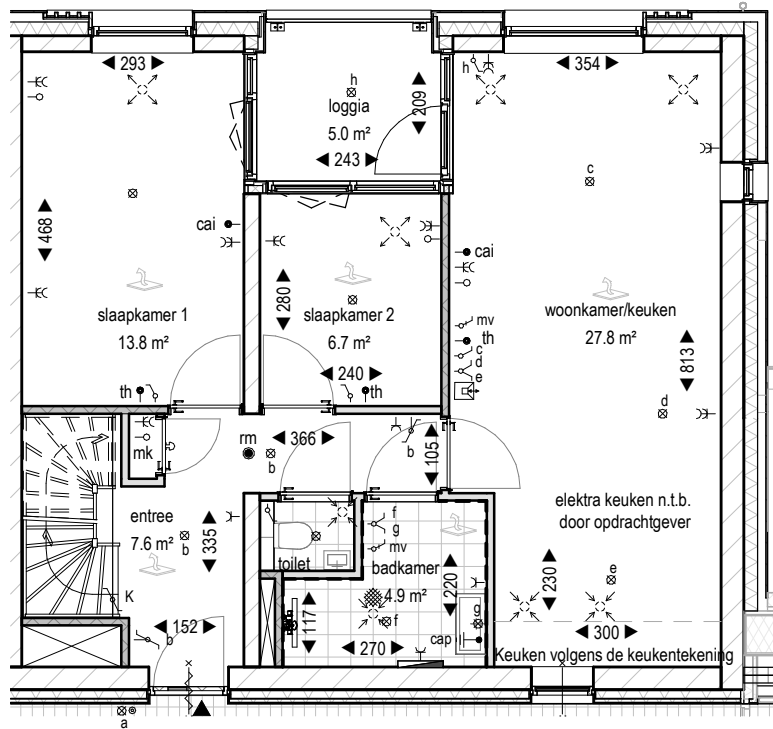 293
354
h
h
209
loggia
5.0 m²
243
c
468
cai
cai
280
slaapkamer 1
13.8 m²
slaapkamer 2
6.7 m²
woonkamer/keuken
27.8 m²
mv
th
c
d
e
813
240
th
th
d
mk
rm
366
b
b
105
entree
7.6 m²
b
335
toilet
f
g
mv
badkamer
4.9 m²
220
elektra keuken n.t.b.
door opdrachtgever
230
e
K
152
b
117
f
g
cap
270
300
Keuken volgens de keukentekening
a